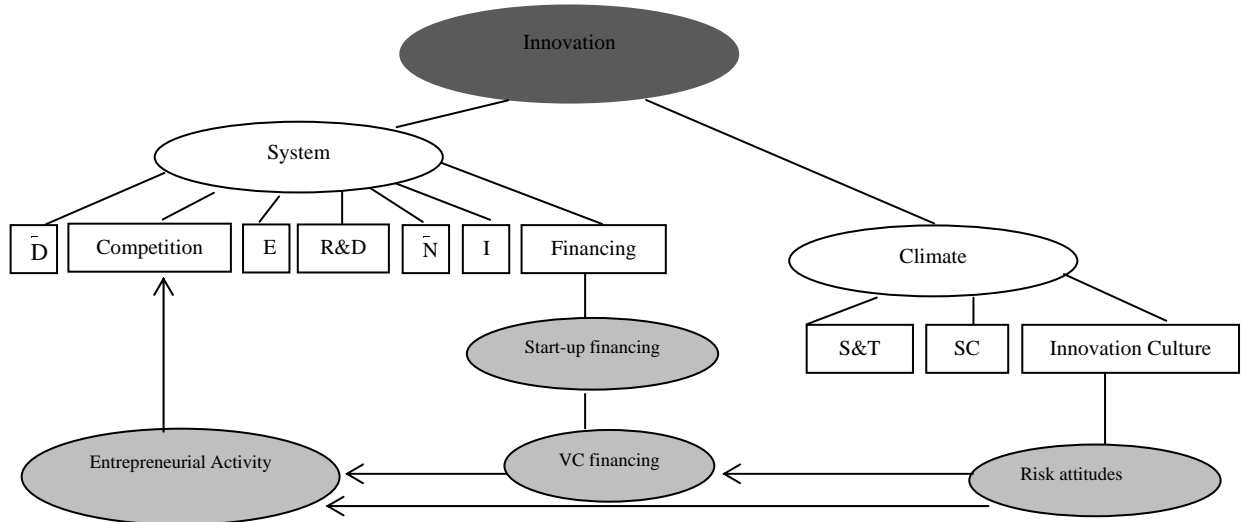 Innovation
System
D
Competition
E
R&D
N
I
Financing
Climate
Start-up financing
S&T
SC
Innovation Culture
Entrepreneurial Activity
VC financing
Risk attitudes